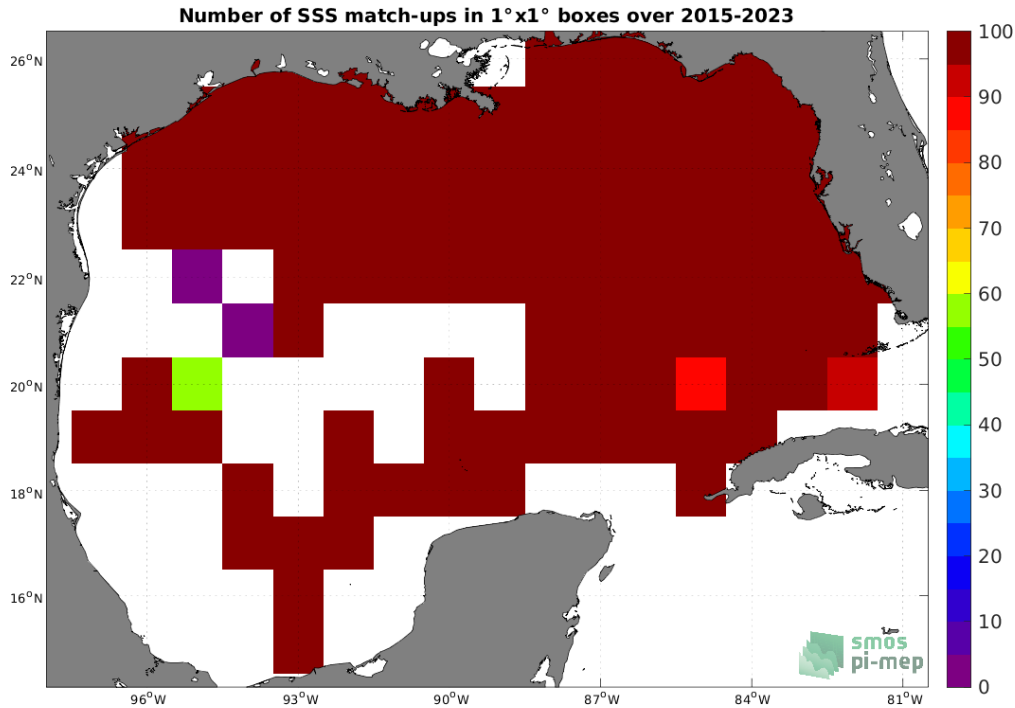 Number of SSS match-ups in 1°x1° boxes over 2015-2023
26°N
24°N
22°N
20°N
18°N
16°N
96°W
93°W
90°W
87°W
84°W
81°W
100
90
80
70
60
50
40
30
20
10
0
smos
pi-mep